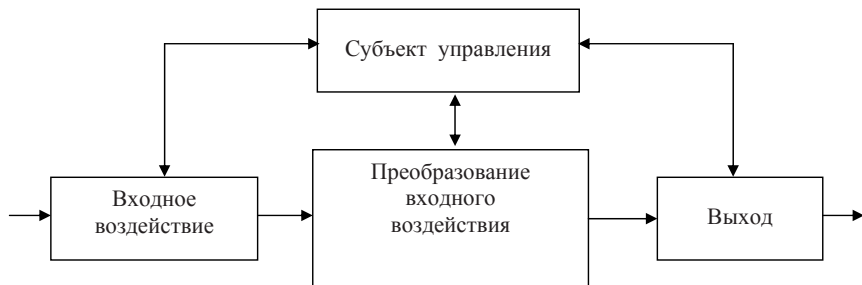 Субъект управления
Преобразование
входного
воздействия
Входное
воздействие
Выход